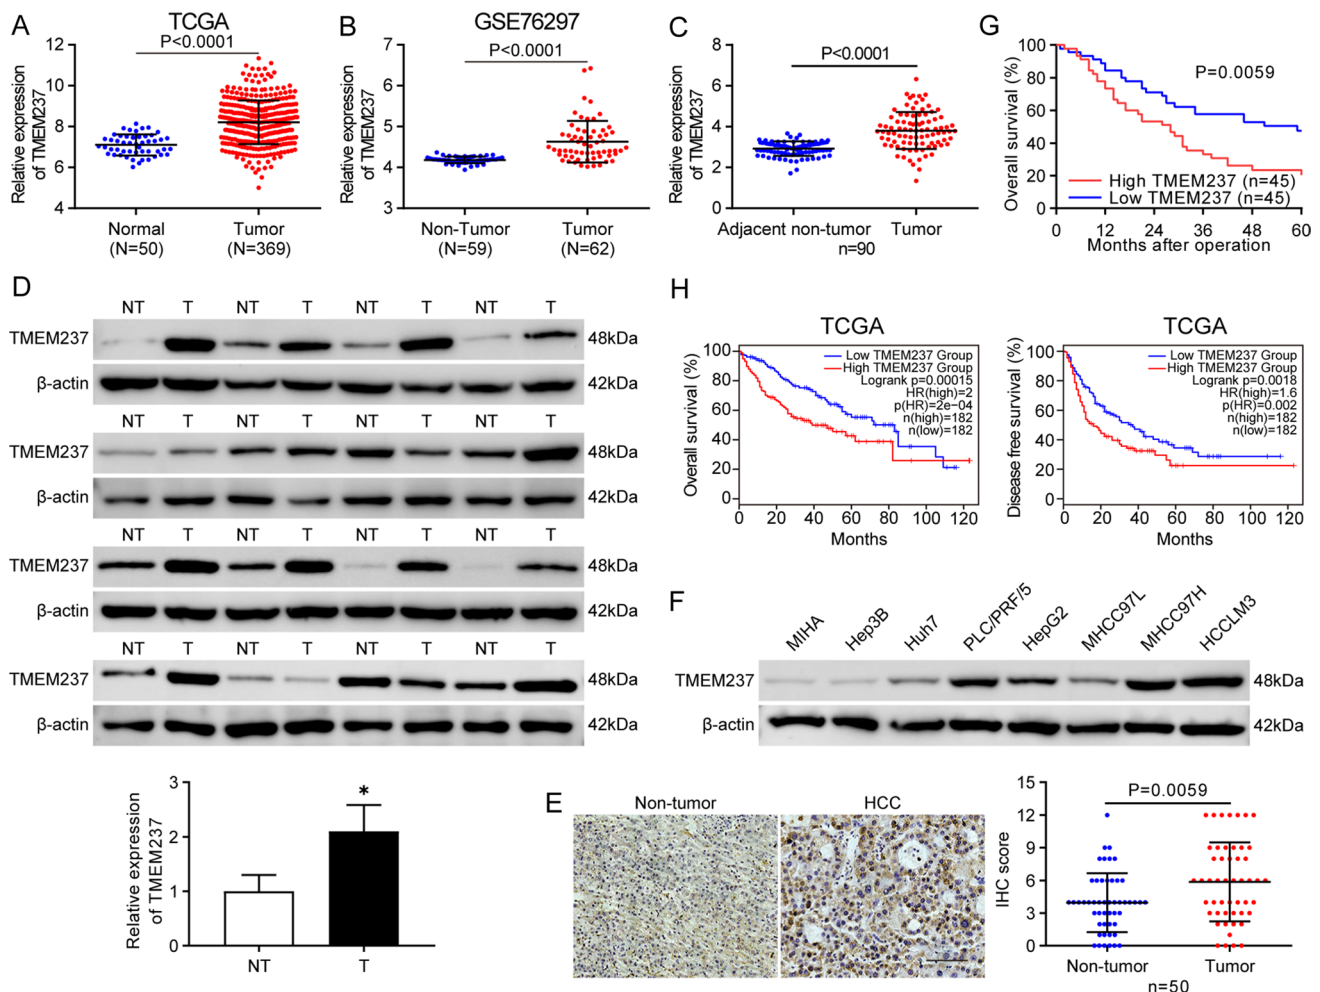 A
TCGA
P<0.0001
Relative expression
of TMEM237
12
10
8
6
4
Normal
(N=50)
Tumor
(N=369)
B
GSE76297
P<0.0001
Relative expression
of TMEM237
7
6
5
4
3
Non-Tumor
(N=59)
Tumor
(N=62)
C
P<0.0001
Relative expression
of TMEM237
8
6
4
2
0
Adjacent non-tumor
Tumor
n=90
G
Overall survival (%)
100
80
60
40
20
0
P=0.0059
High TMEM237 (n=45)
Low TMEM237 (n=45)
0 12 24 36 48 60
Months after operation
D
NT T NT T NT T NT T
TMEM237 48kDa
β-actin 42kDa
NT T NT T NT T NT T
TMEM237 48kDa
β-actin 42kDa
NT T NT T NT T NT T
TMEM237 48kDa
β-actin 42kDa
NT T NT T NT T NT T
TMEM237 48kDa
β-actin 42kDa
Relative expression
of TMEM237
3
2
1
0
*
NT T
H
TCGA
Overall survival (%)
100
80
60
40
20
0
Low TMEM237 Group
High TMEM237 Group
Logrank p=0.00015
HR(high)=2
p(HR)=2e−04
n(high)=182
n(low)=182
0 20 40 60 80 100 120
Months
TCGA
Disease free survival (%)
100
80
60
40
20
0
Low TMEM237 Group
High TMEM237 Group
Logrank p=0.0018
HR(high)=1.6
p(HR)=0.002
n(high)=182
n(low)=182
0 20 40 60 80 100 120
Months
F
MIHA Hep3B Huh7 PLC/PRF/5 HepG2 MHCC97L MHCC97H HCCLM3
TMEM237 48kDa
β-actin 42kDa
E
Non-tumor HCC
IHC score
15
12
9
6
3
0
P=0.0059
Non-tumor Tumor
n=50